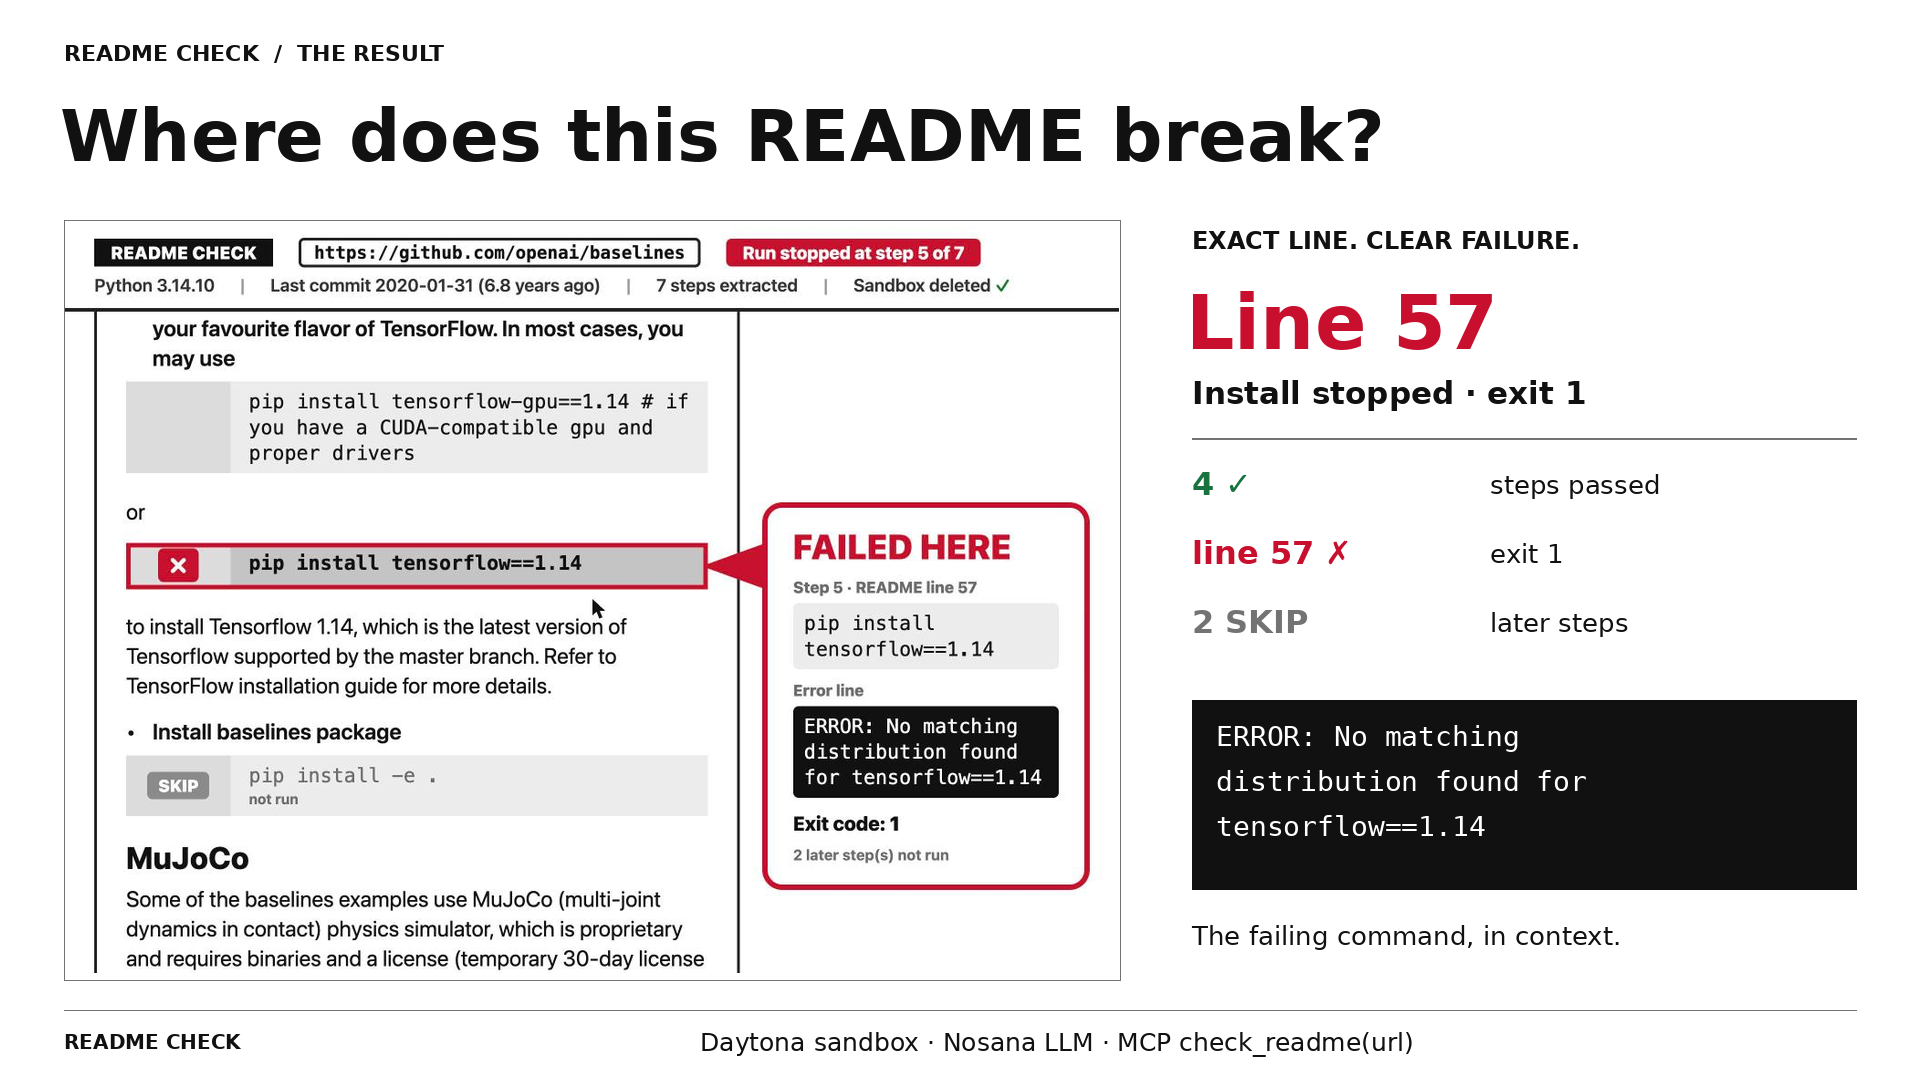 README CHECK / THE RESULT
Where does this README break?
README CHECK
https://github.com/openai/baselines
Run stopped at step 5 of 7
Python 3.14.10 | Last commit 2020-01-31 (6.8 years ago) | 7 steps extracted | Sandbox deleted ✓
your favourite flavor of TensorFlow. In most cases, you
may use
pip install tensorflow-gpu==1.14 # if
you have a CUDA-compatible gpu and
proper drivers
or
pip install tensorflow==1.14
to install Tensorflow 1.14, which is the latest version of
Tensorflow supported by the master branch. Refer to
TensorFlow installation guide for more details.
• Install baselines package
SKIP
pip install -e .
not run
MuJoCo
Some of the baselines examples use MuJoCo (multi-joint
dynamics in contact) physics simulator, which is proprietary
and requires binaries and a license (temporary 30-day license
FAILED HERE
Step 5 · README line 57
pip install
tensorflow==1.14
Error line
ERROR: No matching
distribution found
for tensorflow==1.14
Exit code: 1
2 later step(s) not run
EXACT LINE. CLEAR FAILURE.
Line 57
Install stopped · exit 1
4 ✓ steps passed
line 57 ✗ exit 1
2 SKIP later steps
ERROR: No matching
distribution found for
tensorflow==1.14
The failing command, in context.
README CHECK
Daytona sandbox · Nosana LLM · MCP check_readme(url)